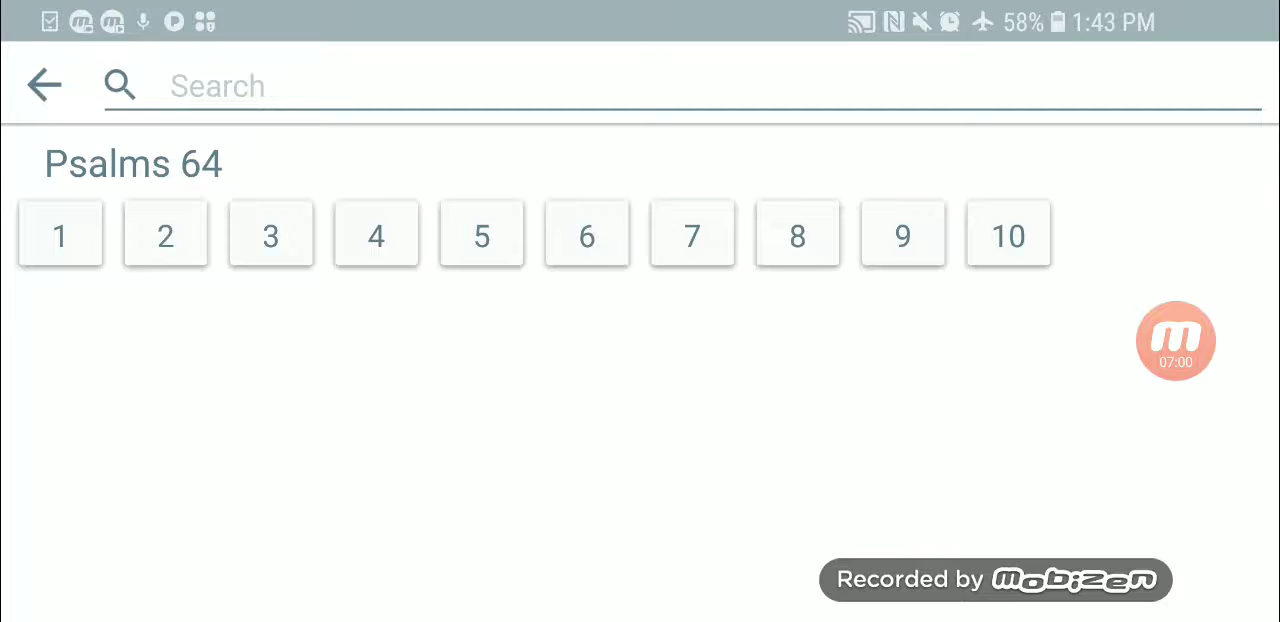 58% 1:43 PM
Search
Psalms 64
1 2 3 4 5 6 7 8 9 10
m
07:00
Recorded by mobizen